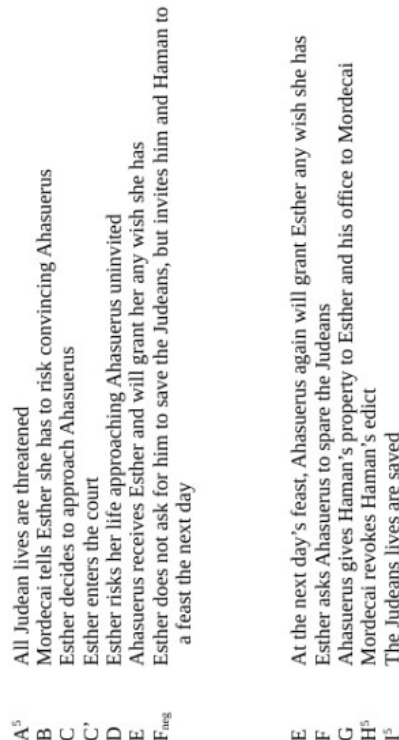 A⁵ All Judean lives are threatened
B Mordecai tells Esther she has to risk convincing Ahasuerus
C Esther decides to approach Ahasuerus
C’ Esther enters the court
D Esther risks her life approaching Ahasuerus uninvited
E Ahasuerus receives Esther and will grant her any wish she has
Fneg Esther does not ask for him to save the Judeans, but invites him and Haman to
a feast the next day
E At the next day’s feast, Ahasuerus again will grant Esther any wish she has
F Esther asks Ahasuerus to spare the Judeans
G Ahasuerus gives Haman’s property to Esther and his office to Mordecai
H⁵ Mordecai revokes Haman’s edict
I⁵ The Judeans lives are saved